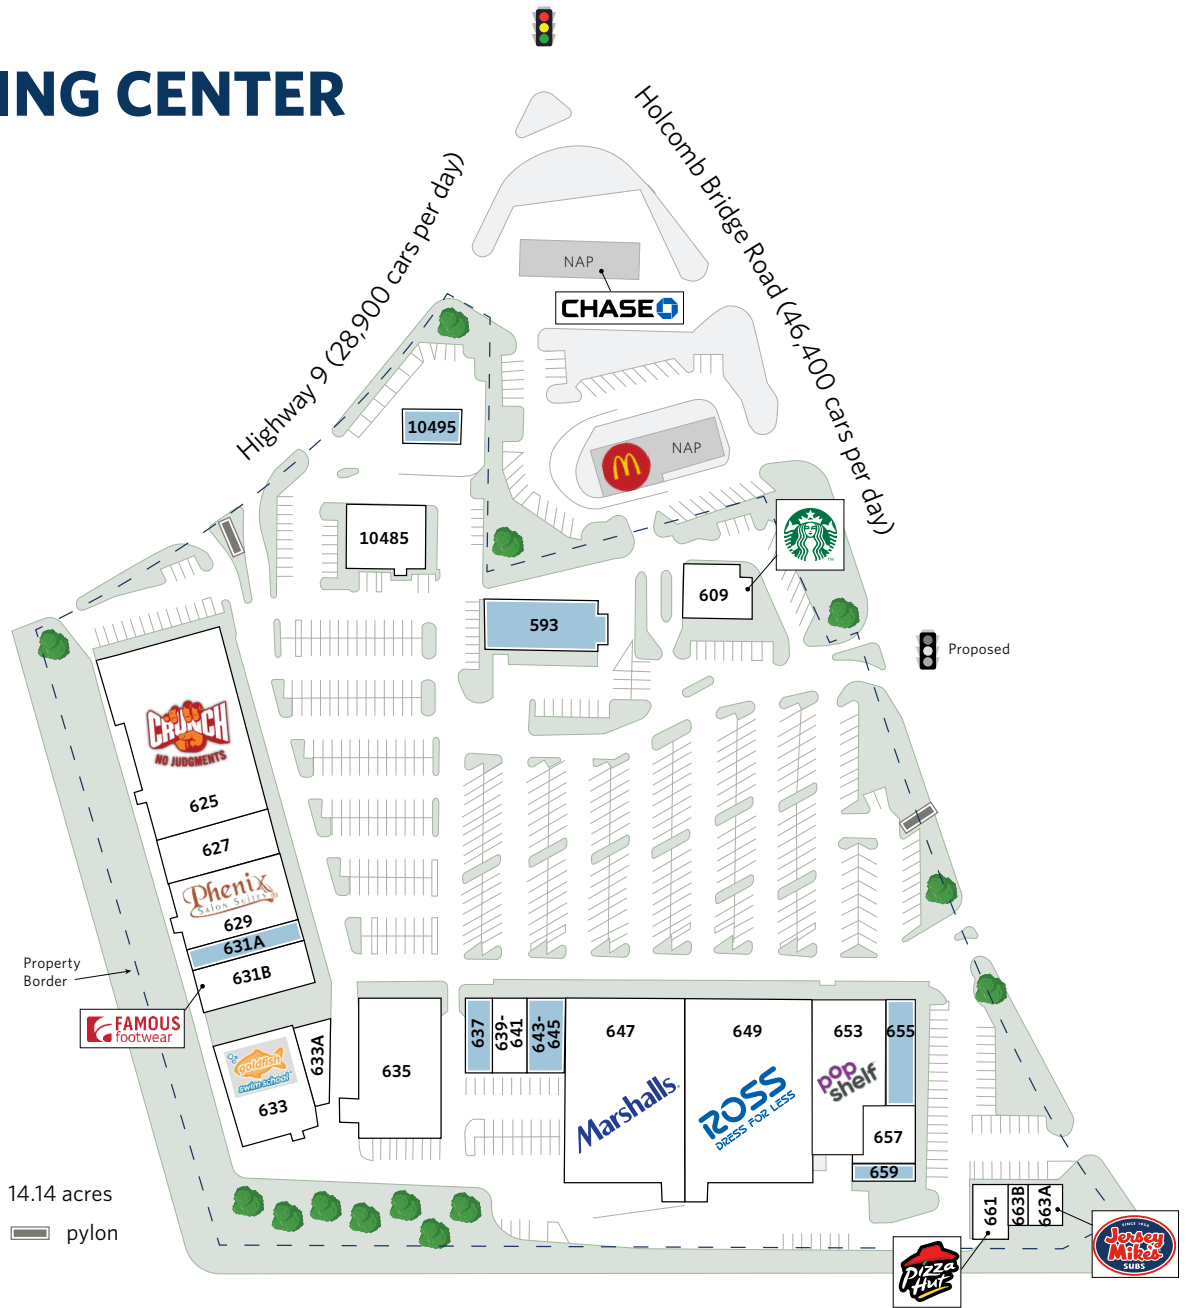 ING CENTER
Highway 9 (28,900 cars per day)
Holcomb Bridge Road (46,400 cars per day)
NAP
CHASE
10495
NAP
10485
609
TM
593
Proposed
CRUNCH
NO JUDGMENTS
625
627
Phenix
SALON SUITES
629
631A
631B
Property
Border
FAMOUS
footwear
goldfish
swim school
633
633A
635
637
639-
641
643-
645
647
Marshalls
649
ROSS
DRESS FOR LESS
653
pop
shelf
655
657
659
14.14 acres
pylon
661
663B
663A
Pizza
Hut
SINCE 1956
Jersey
Mike's
SUBS